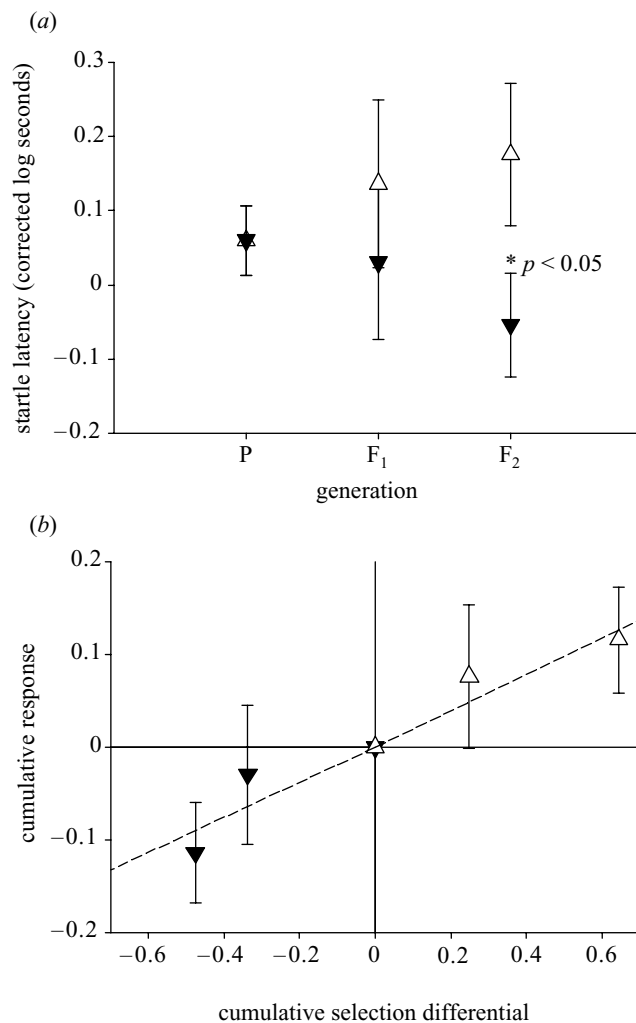 (a)
startle latency (corrected log seconds)
0.3
0.2
0.1
0
−0.1
−0.2
* p < 0.05
P F₁ F₂
generation
(b)
cumulative response
0.2
0.1
0
−0.1
−0.2
−0.6 −0.4 −0.2 0 0.2 0.4 0.6
cumulative selection differential